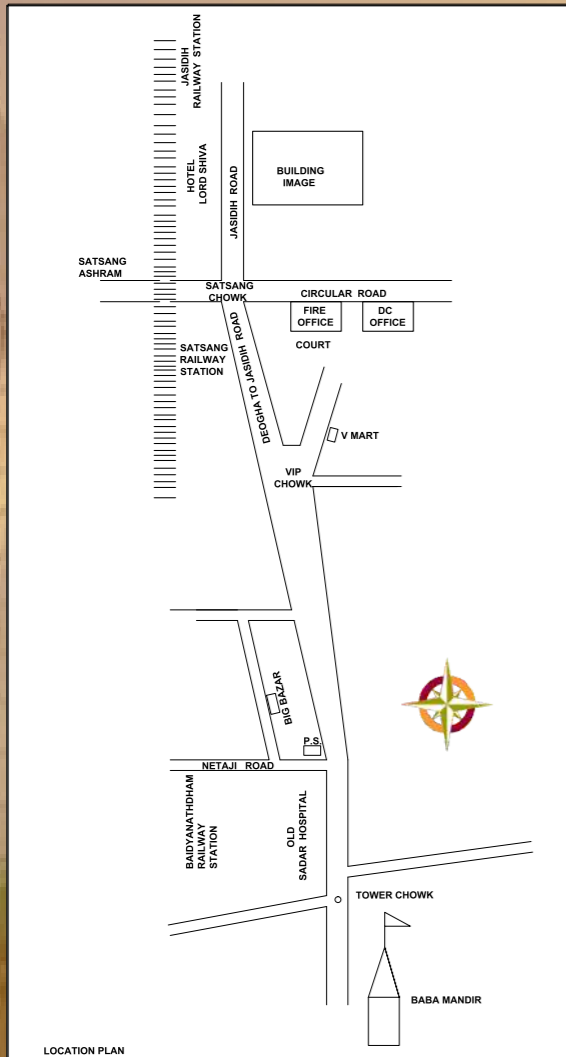 JASIDIH
RAILWAY STATION
HOTEL
LORD SHIVA
JASIDIH ROAD
BUILDING
IMAGE
SATSANG
ASHRAM
SATSANG
CHOWK
CIRCULAR ROAD
FIRE
OFFICE
DC
OFFICE
COURT
SATSANG
RAILWAY
STATION
DEOGHA TO JASIDIH ROAD
V MART
VIP
CHOWK
BIG BAZAR
P.S.
NETAJI ROAD
BAIDYANATHDHAM
RAILWAY
STATION
OLD
SADAR HOSPITAL
TOWER CHOWK
BABA MANDIR
LOCATION PLAN